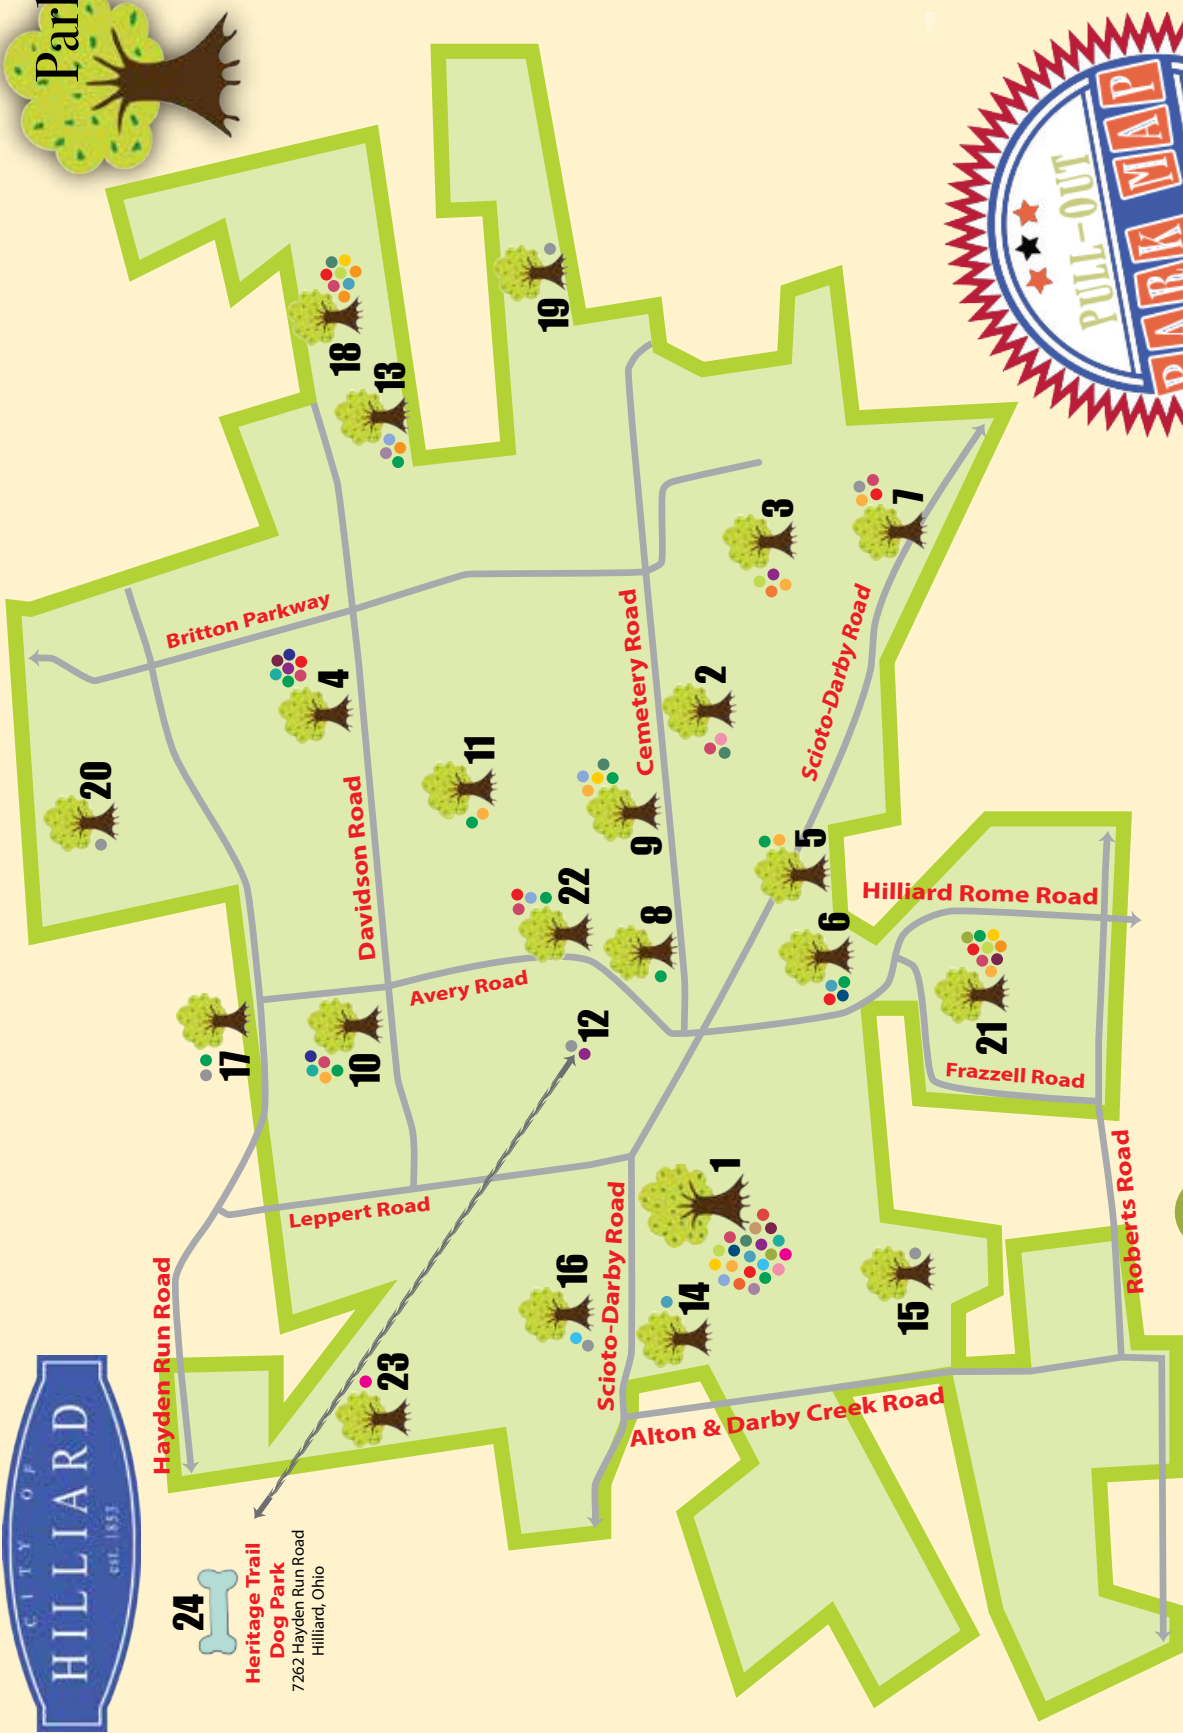 CITY OF
HILLIARD
est. 1853
Park
PULL-OUT
PARK MAP
24
Heritage Trail
Dog Park
7262 Hayden Run Road
Hilliard, Ohio
Hayden Run Road
23
Leppert Road
17
10
20
Britton Parkway
4
Davidson Road
Avery Road
11
22
12
18
13
19
9
8
Cemetery Road
16
Scioto-Darby Road
14
1
2
3
7
Scioto-Darby Road
5
6
15
Alton & Darby Creek Road
Hilliard Rome Road
21
Frazzell Road
Roberts Road